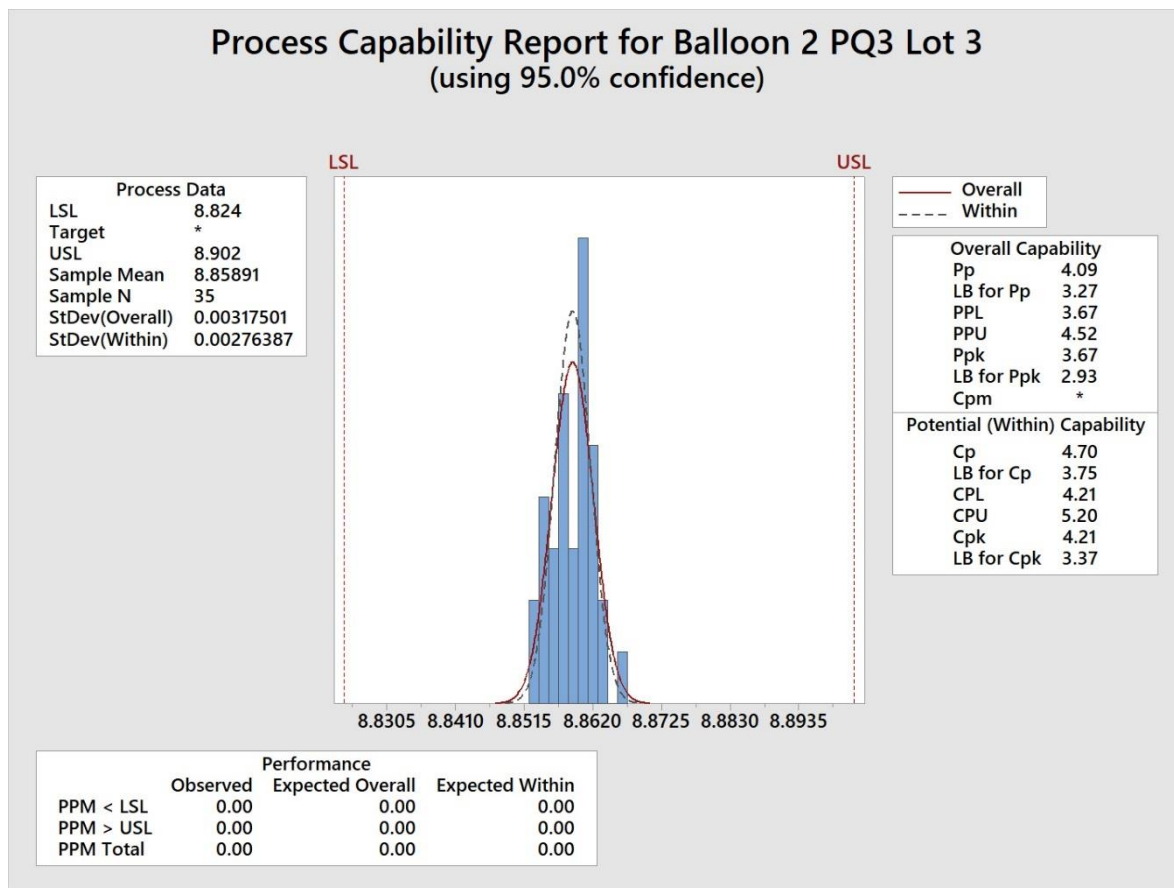 Process Capability Report for Balloon 2 PQ3 Lot 3
(using 95.0% confidence)
LSL USL
Process Data
LSL 8.824
Target *
USL 8.902
Sample Mean 8.85891
Sample N 35
StDev(Overall) 0.00317501
StDev(Within) 0.00276387
Overall
Within
Overall Capability
Pp 4.09
LB for Pp 3.27
PPL 3.67
PPU 4.52
Ppk 3.67
LB for Ppk 2.93
Cpm *
Potential (Within) Capability
Cp 4.70
LB for Cp 3.75
CPL 4.21
CPU 5.20
Cpk 4.21
LB for Cpk 3.37
8.8305 8.8410 8.8515 8.8620 8.8725 8.8830 8.8935
Performance
Observed Expected Overall Expected Within
PPM < LSL 0.00 0.00 0.00
PPM > USL 0.00 0.00 0.00
PPM Total 0.00 0.00 0.00